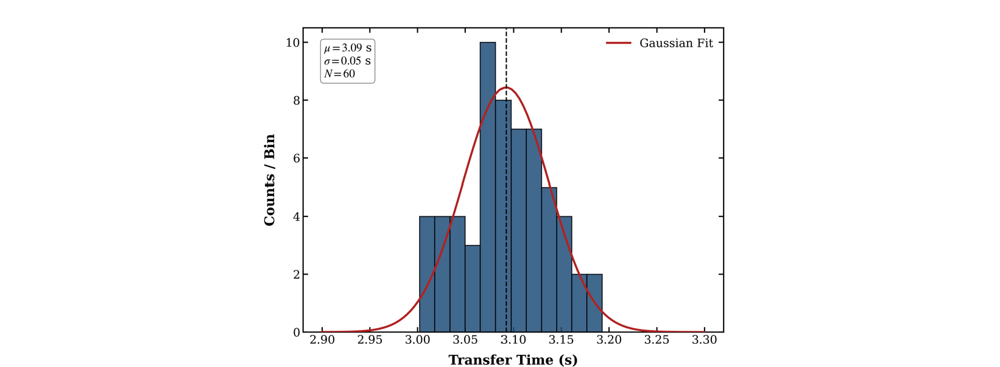 μ = 3.09 s
σ = 0.05 s
N = 60
Gaussian Fit
10
8
6
4
2
0
Counts / Bin
2.90 2.95 3.00 3.05 3.10 3.15 3.20 3.25 3.30
Transfer Time (s)